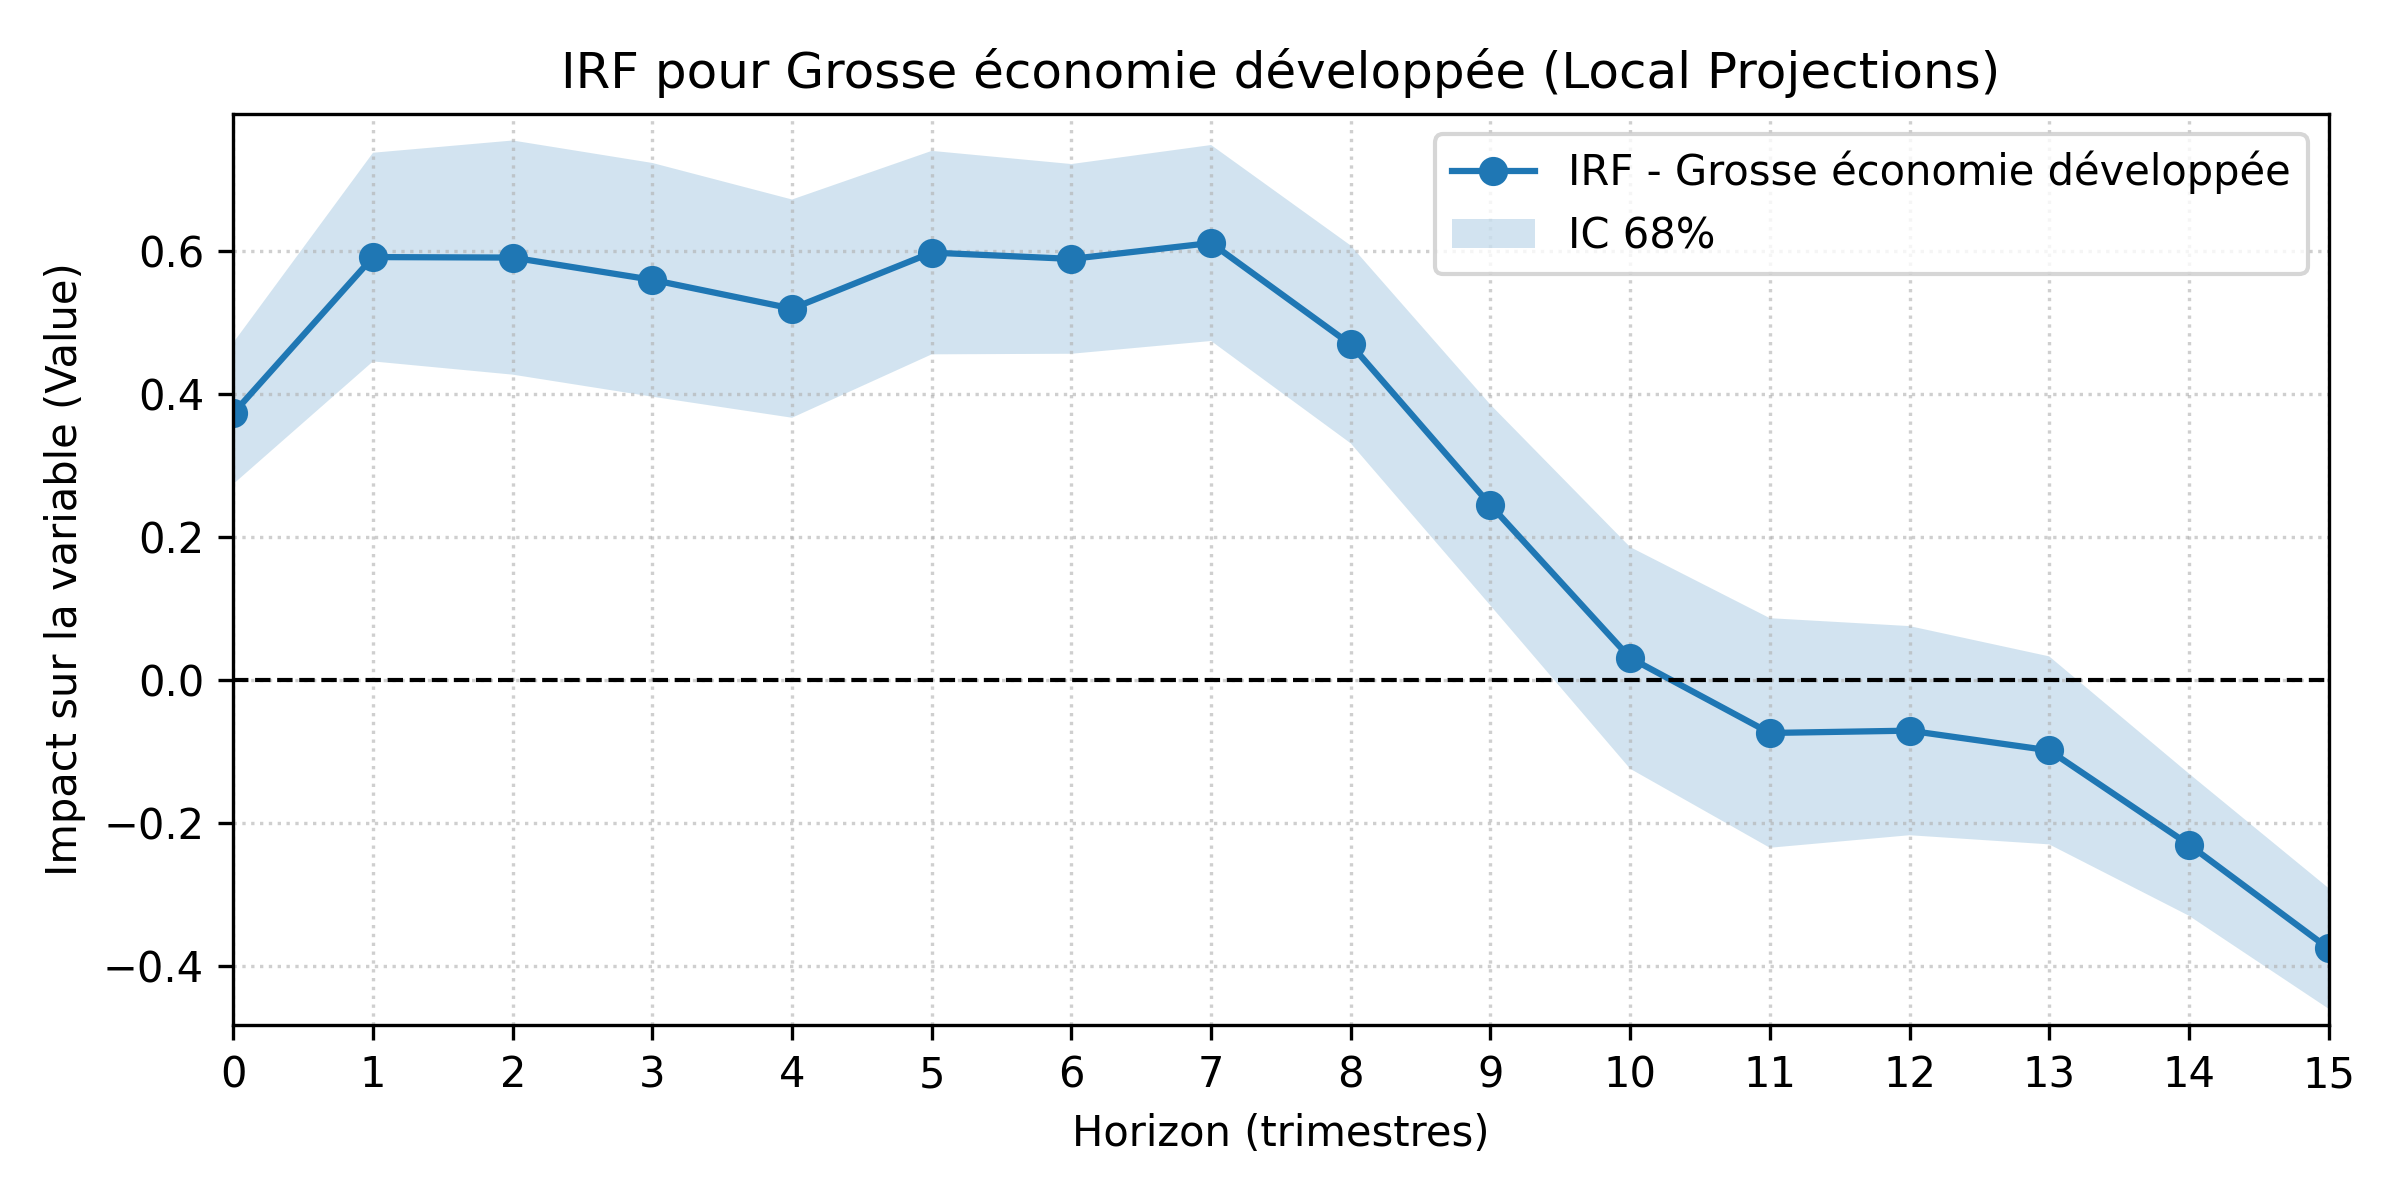 IRF pour Grosse économie développée (Local Projections)
IRF - Grosse économie développée
IC 68%
Impact sur la variable (Value)
0.6
0.4
0.2
0.0
−0.2
−0.4
0 1 2 3 4 5 6 7 8 9 10 11 12 13 14 15
Horizon (trimestres)